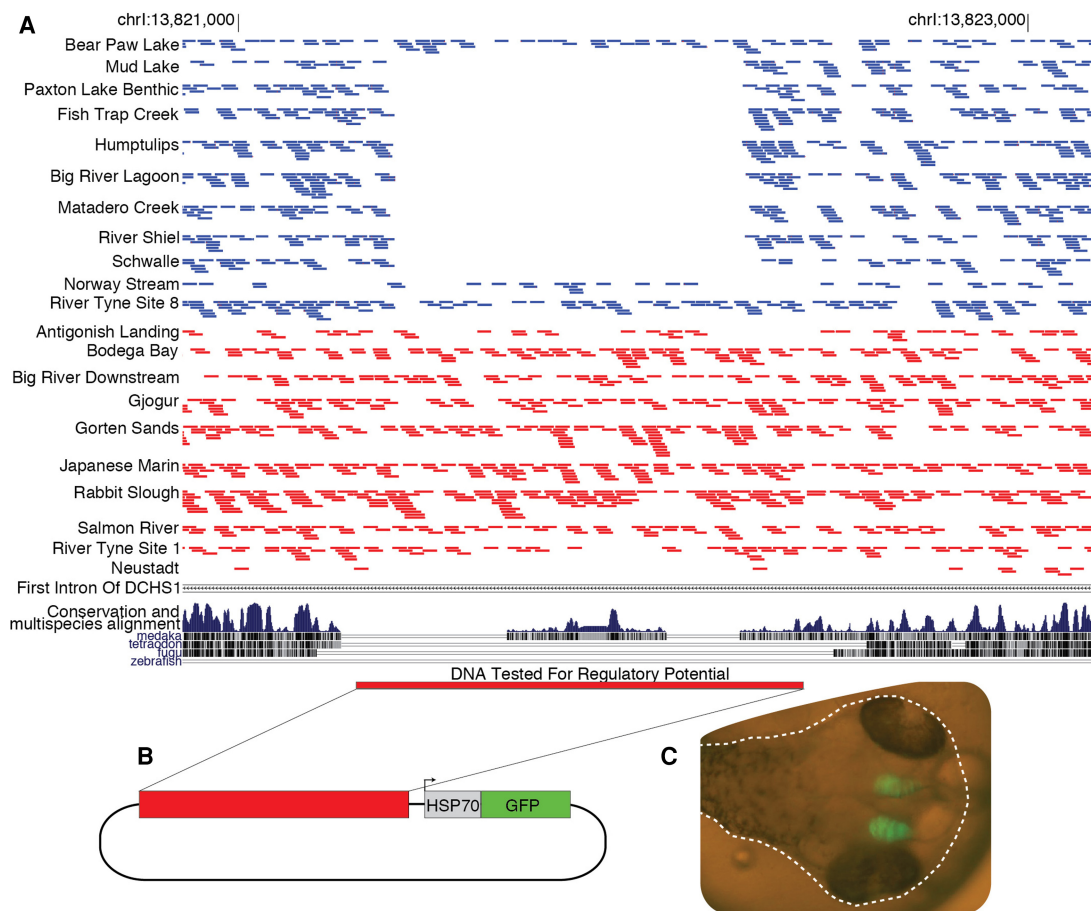 A
chrI:13,821,000
chrI:13,823,000
Bear Paw Lake
Mud Lake
Paxton Lake Benthic
Fish Trap Creek
Humptulips
Big River Lagoon
Matadero Creek
River Shiel
Schwalle
Norway Stream
River Tyne Site 8
Antigonish Landing
Bodega Bay
Big River Downstream
Gjogur
Gorten Sands
Japanese Marin
Rabbit Slough
Salmon River
River Tyne Site 1
Neustadt
First Intron Of DCHS1
Conservation and
multispecies alignment
medaka
tetraodon
fugu
zebrafish
DNA Tested For Regulatory Potential
B
HSP70
GFP
C